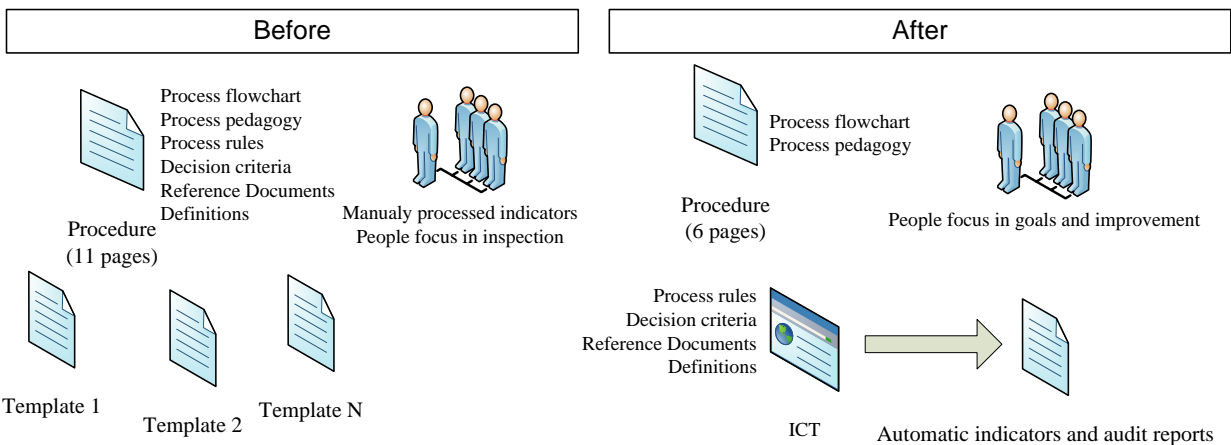 Before
Process flowchart
Process pedagogy
Process rules
Decision criteria
Reference Documents
Definitions
Procedure
(11 pages)
Manualy processed indicators
People focus in inspection
Template 1
Template 2
Template N
After
Process flowchart
Process pedagogy
Procedure
(6 pages)
People focus in goals and improvement
Process rules
Decision criteria
Reference Documents
Definitions
ICT
Automatic indicators and audit reports